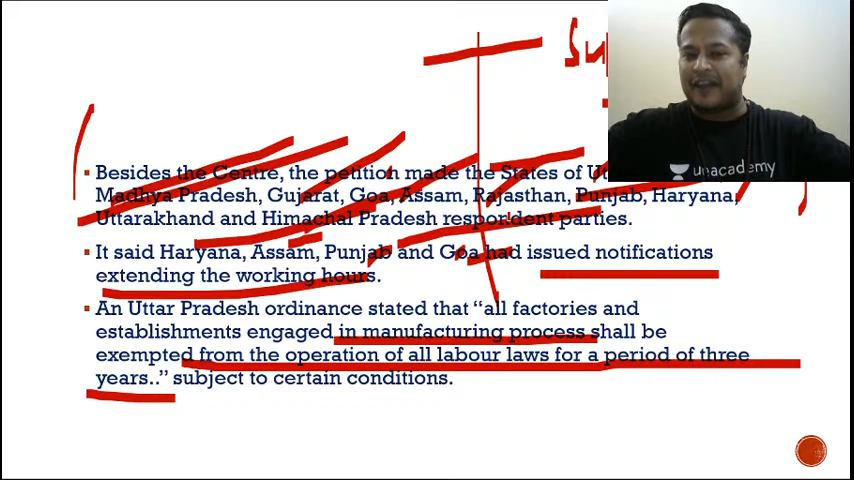 Su
unacademy
Besides the Centre, the petition made the States of
Madhya Pradesh, Gujarat, Goa, Assam, Rajasthan, Punjab, Haryana,
Uttarakhand and Himachal Pradesh respondent parties.
It said Haryana, Assam, Punjab and Goa had issued notifications
extending the working hours.
An Uttar Pradesh ordinance stated that “all factories and
establishments engaged in manufacturing process shall be
exempted from the operation of all labour laws for a period of three
years..” subject to certain conditions.